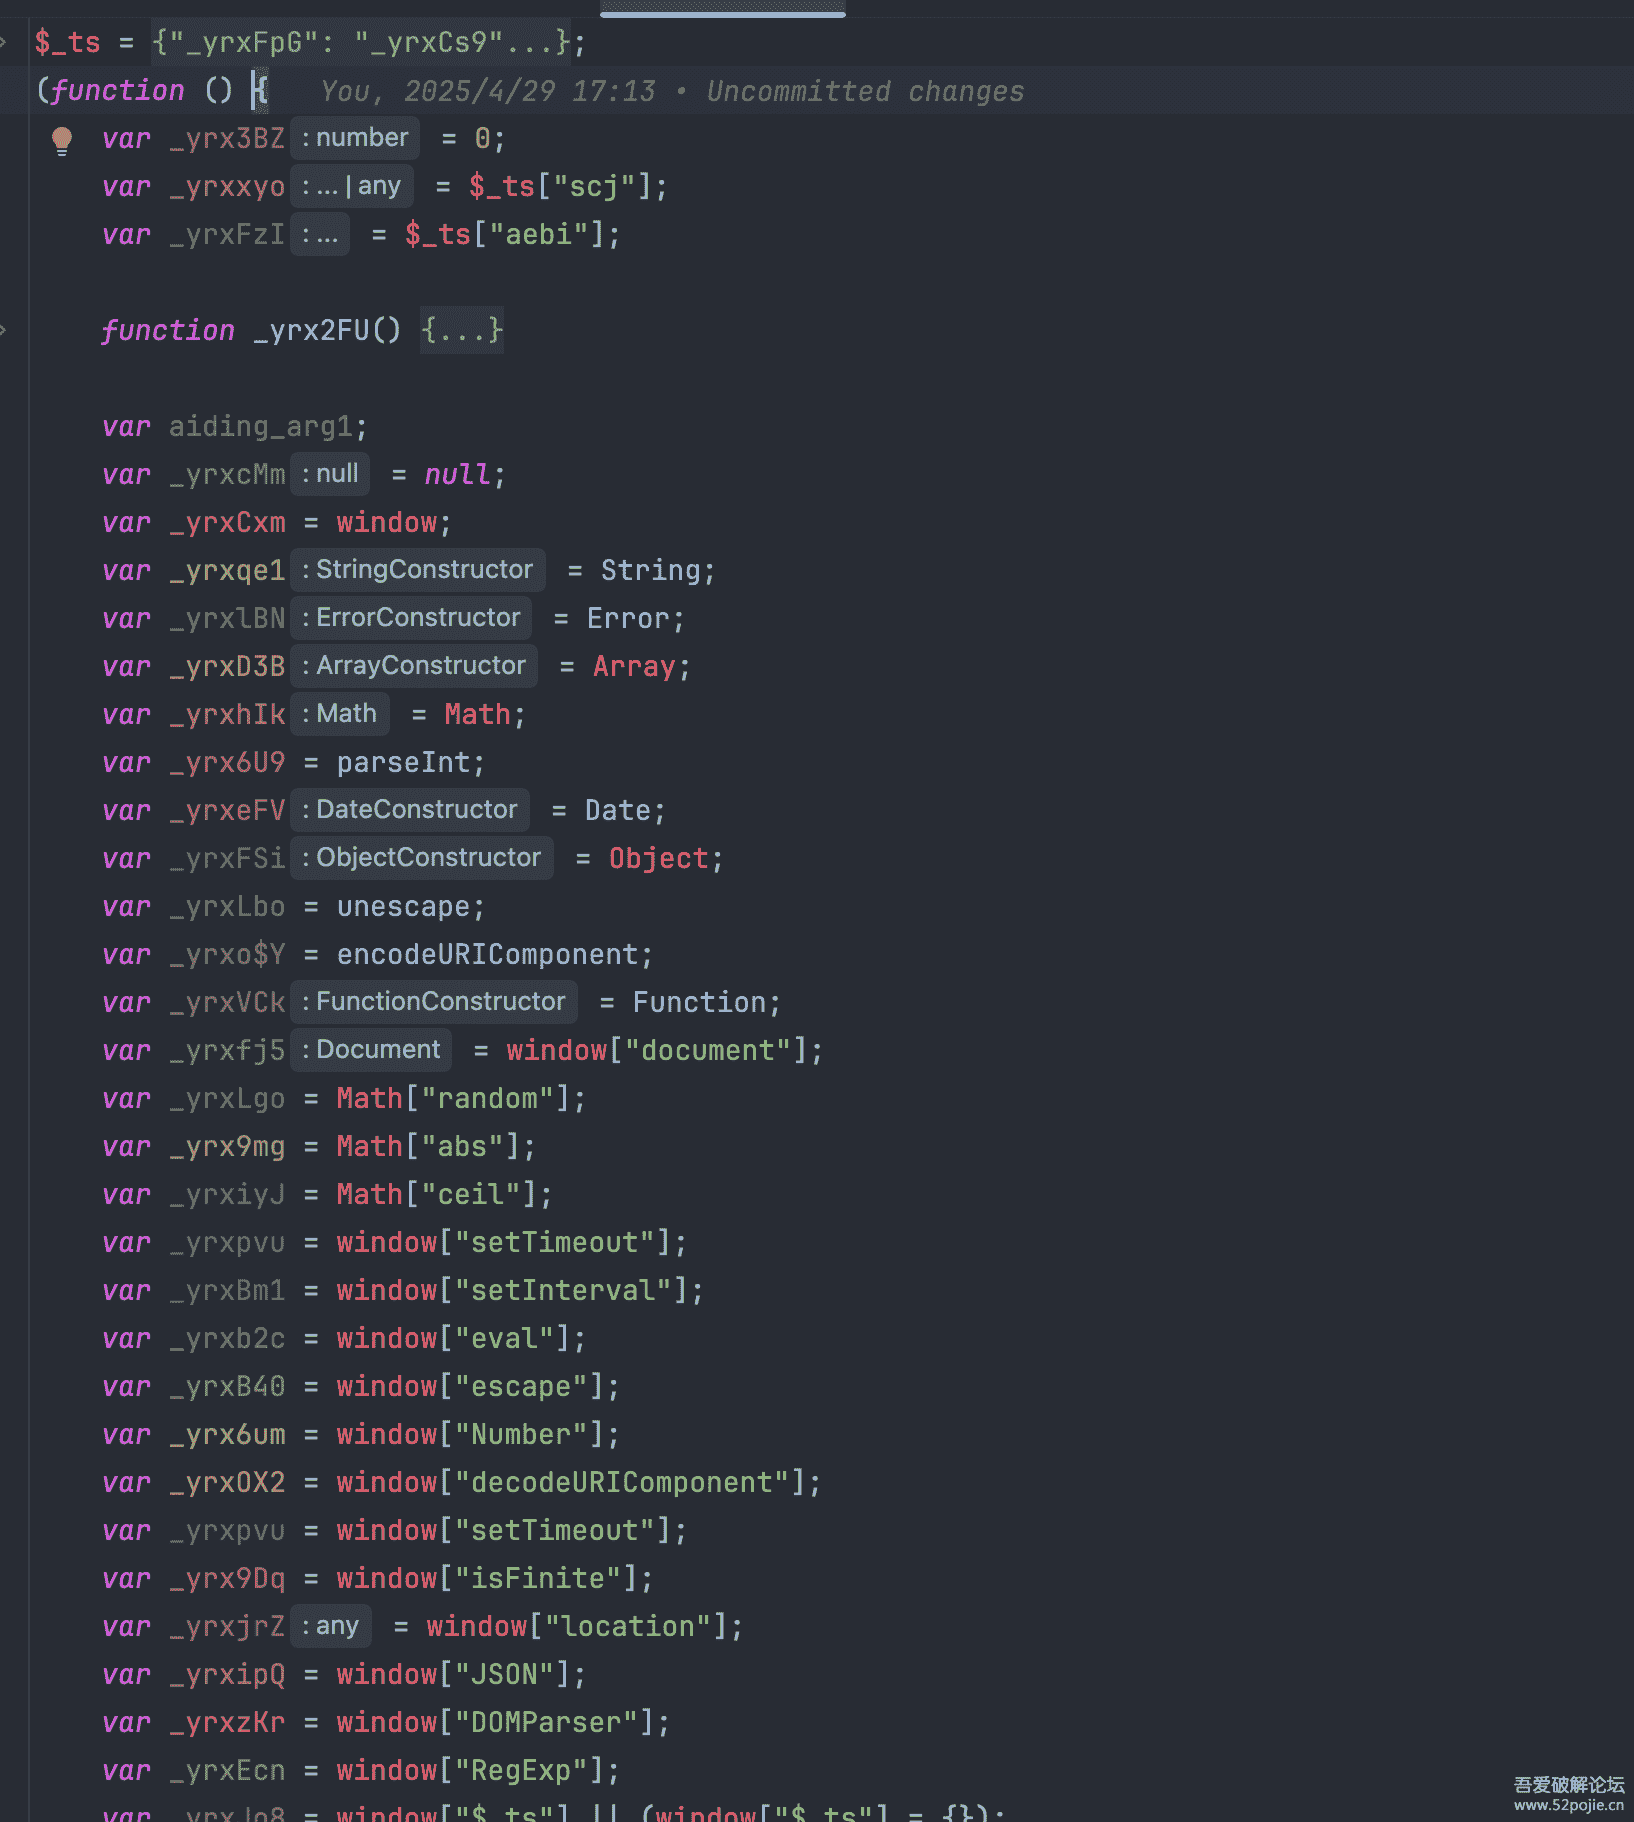 $_ts = {"_yrxFpG": "_yrxCs9"...};
(function () {   You, 2025/4/29 17:13 • Uncommitted changes
var _yrx3BZ : number = 0;
var _yrxxyo : ... | any = $_ts["scj"];
var _yrxFzI : ... = $_ts["aebi"];
function _yrx2FU() {...}
var aiding_arg1;
var _yrxcMm : null = null;
var _yrxCxm = window;
var _yrxqe1 : StringConstructor = String;
var _yrxlBN : ErrorConstructor = Error;
var _yrxD3B : ArrayConstructor = Array;
var _yrxhIk : Math = Math;
var _yrx6U9 = parseInt;
var _yrxeFV : DateConstructor = Date;
var _yrxFSi : ObjectConstructor = Object;
var _yrxLbo = unescape;
var _yrxo$Y = encodeURIComponent;
var _yrxVCk : FunctionConstructor = Function;
var _yrxfj5 : Document = window["document"];
var _yrxLgo = Math["random"];
var _yrx9mg = Math["abs"];
var _yrxiyJ = Math["ceil"];
var _yrxpvu = window["setTimeout"];
var _yrxBm1 = window["setInterval"];
var _yrxb2c = window["eval"];
var _yrxB40 = window["escape"];
var _yrx6um = window["Number"];
var _yrxOX2 = window["decodeURIComponent"];
var _yrxpvu = window["setTimeout"];
var _yrx9Dq = window["isFinite"];
var _yrxjrZ : any = window["location"];
var _yrxipQ = window["JSON"];
var _yrxzKr = window["DOMParser"];
var _yrxEcn = window["RegExp"];
var = window["$_ts"] || (window["$_ts"] = {});
吾爱破解论坛
www.52pojie.cn